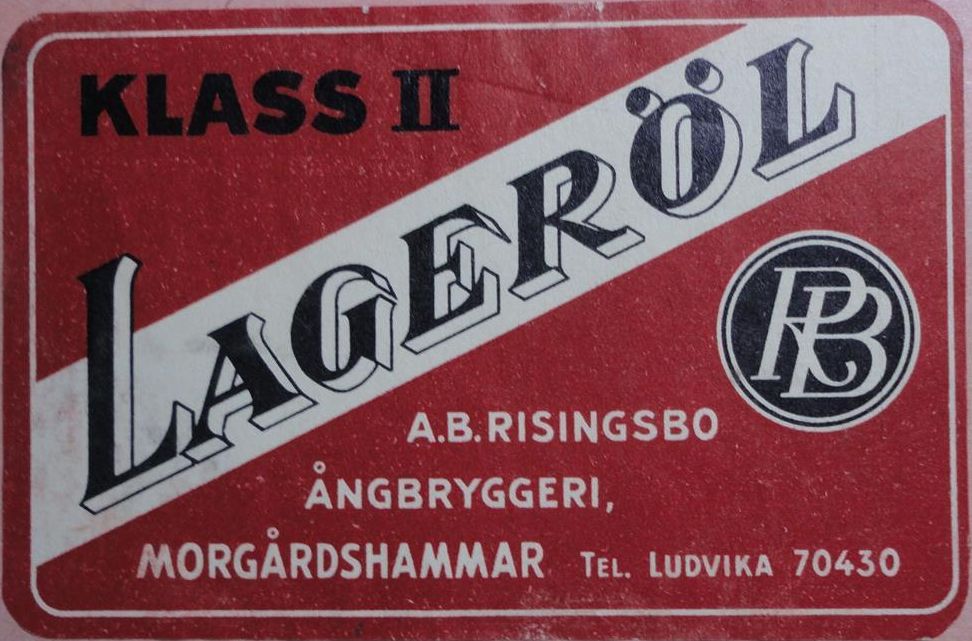 KLASS II
LAGERÖL
RB
A.B. RISINGSBO
ÅNGBRYGGERI,
MORGÅRDSHAMMAR TEL. LUDVIKA 70430